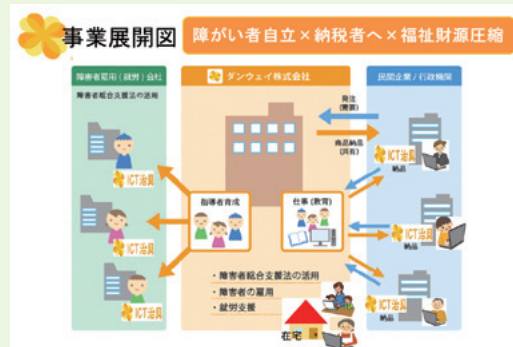 事業展開図
障がい者自立×納税者へ×福祉財源圧縮
障害者雇用(就労)会社
障害者総合支援法の活用
ICT治具
ICT治具
ICT治具
ダンウェイ株式会社
指導者育成
仕事(教育)
・障害者総合支援法の活用
・障害者の雇用
・就労支援
在宅
発注
(需要)
商品納品
(共有)
民間企業/行政機関
ICT治具
納品
ICT治具
納品
ICT治具
納品